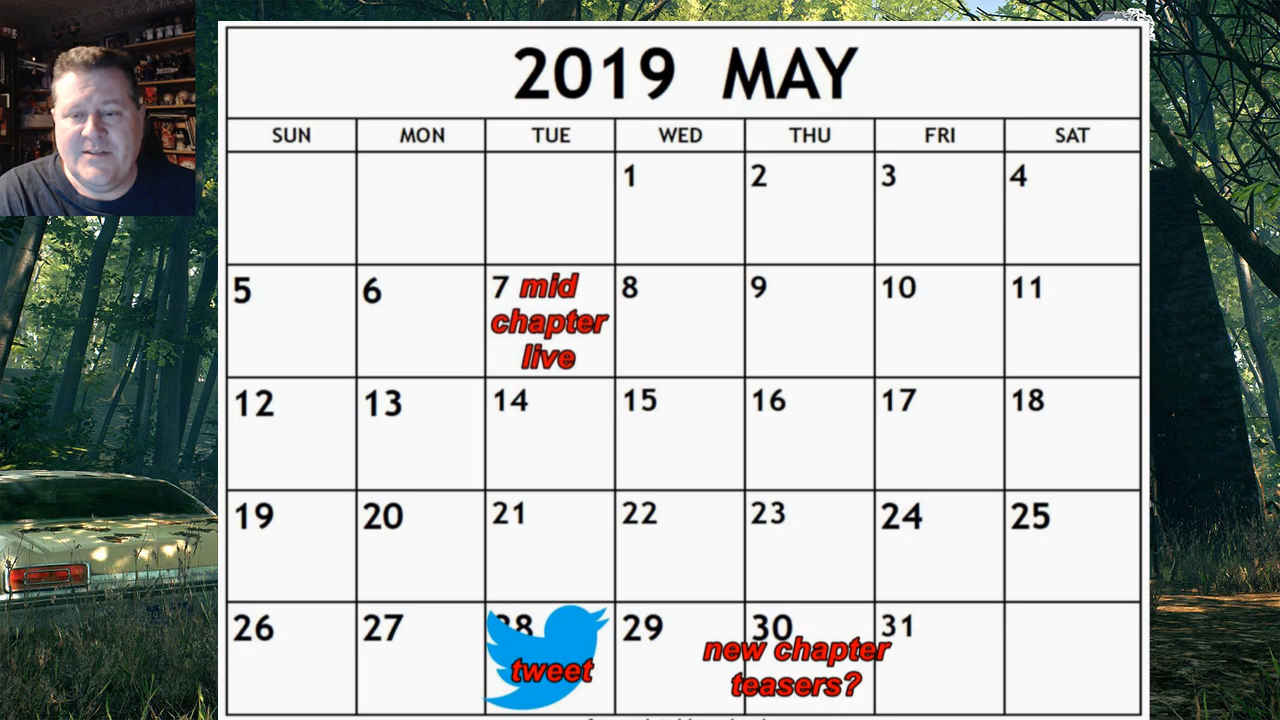 2019 MAY
SUN MON TUE WED THU FRI SAT
1 2 3 4
5 6 7 mid 8 9 10 11
chapter
live
12 13 14 15 16 17 18
19 20 21 22 23 24 25
26 27 28 29 30 31
tweet new chapter
teasers?